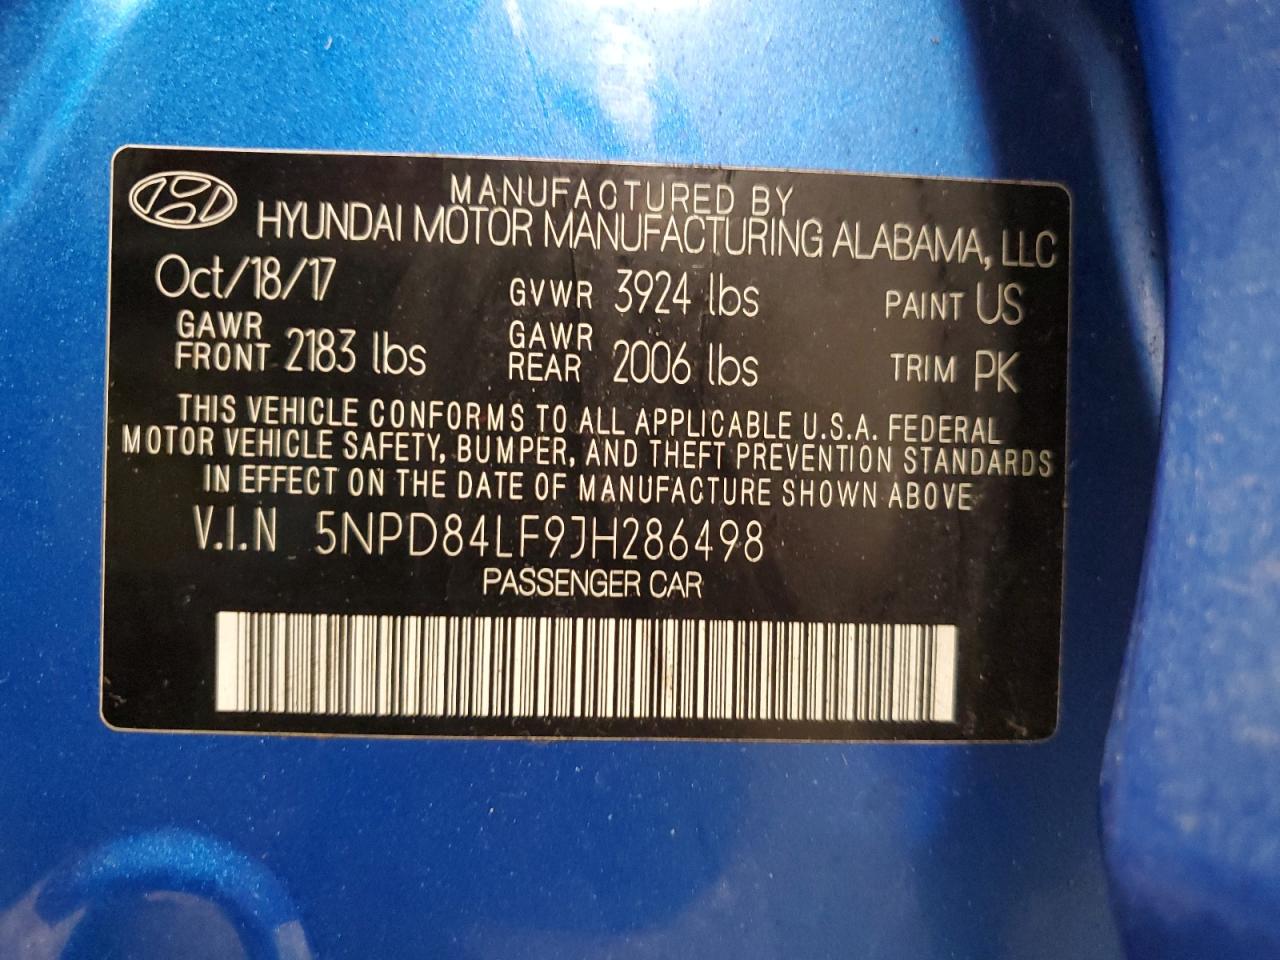 MANUFACTURED BY
HYUNDAI MOTOR MANUFACTURING ALABAMA, LLC
Oct/18/17 GVWR 3924 lbs PAINT US
GAWR FRONT 2183 lbs GAWR REAR 2006 lbs TRIM PK
THIS VEHICLE CONFORMS TO ALL APPLICABLE U.S.A. FEDERAL
MOTOR VEHICLE SAFETY, BUMPER, AND THEFT PREVENTION STANDARDS
IN EFFECT ON THE DATE OF MANUFACTURE SHOWN ABOVE
V.I.N 5NPD84LF9JH286498
PASSENGER CAR